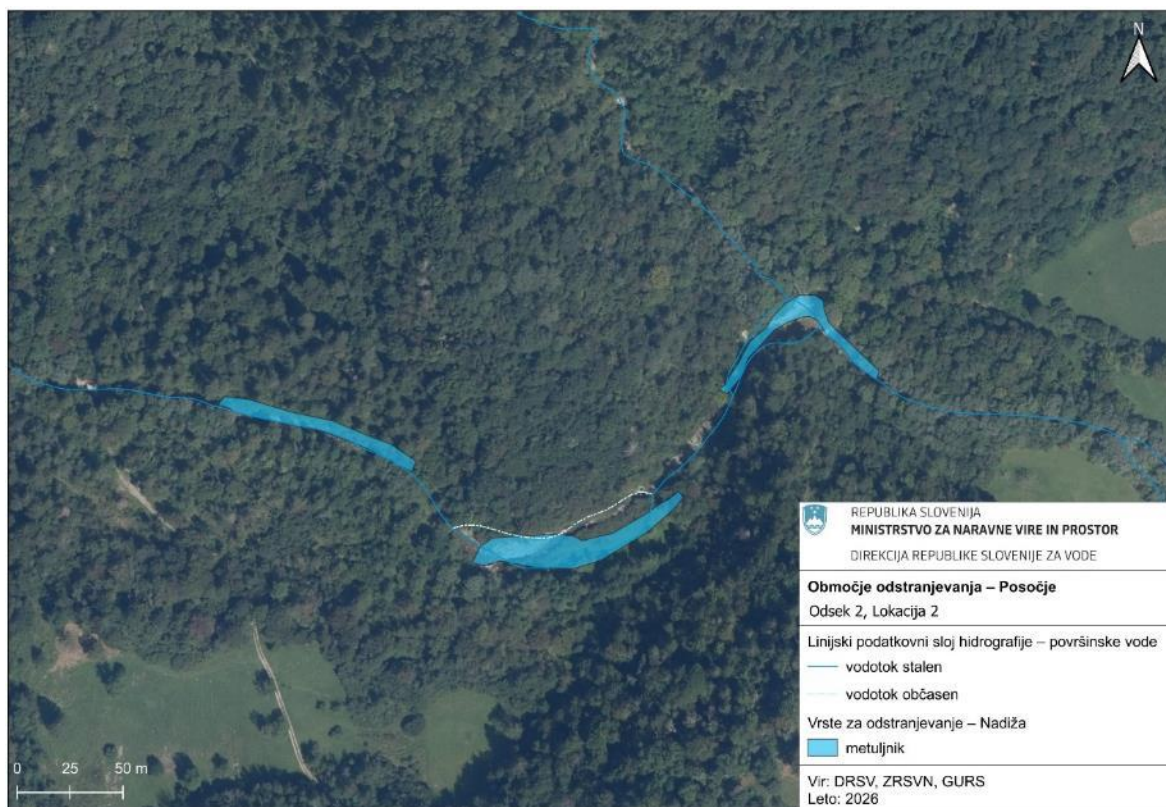 N
REPUBLIKA SLOVENIJA
MINISTRSTVO ZA NARAVNE VIRE IN PROSTOR
DIREKCIJA REPUBLIKE SLOVENIJE ZA VODE
Območje odstranjevanja – Posočje
Odsek 2, Lokacija 2
Linijski podatkovni sloj hidrografije – površinske vode
vodotok stalen
vodotok občasen
Vrste za odstranjevanje – Nadiža
metuljnik
Vir: DRSV, ZRSVN, GURS
Leto: 2026
0 25 50 m